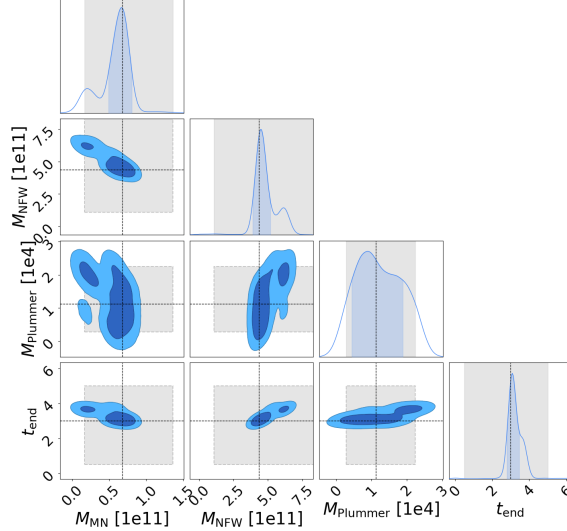 M_NFW [1e11]
7.5
5.0
2.5
0.0
M_Plummer [1e4]
3
2
1
0
t_end
6
4
2
0
0.0 0.5 1.0 1.5
M_MN [1e11]
0.0 2.5 5.0 7.5
M_NFW [1e11]
0 1 2 3
M_Plummer [1e4]
0 2 4 6
t_end